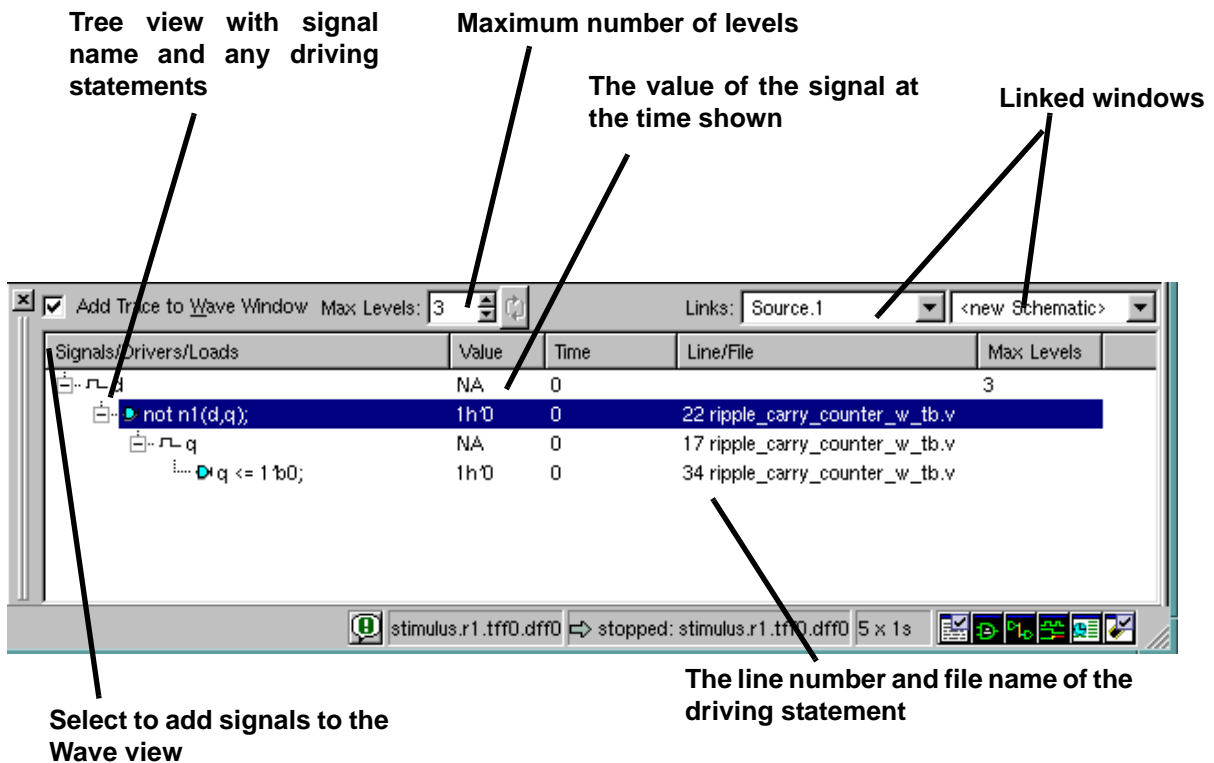 Tree view with signal
name and any driving
statements
Maximum number of levels
The value of the signal at
the time shown
Linked windows
Add Trace to Wave Window Max Levels: 3 Links: Source.1 <new Schematic>
Signals/Drivers/Loads Value Time Line/File Max Levels
d NA 0 3
not n1(d,q); 1h'0 0 22 ripple_carry_counter_w_tb.v
q NA 0 17 ripple_carry_counter_w_tb.v
q <= 1'b0; 1h'0 0 34 ripple_carry_counter_w_tb.v
stimulus.r1.tff0.dff0 stopped: stimulus.r1.tff0.dff0 5 x 1s
The line number and file name of the
driving statement
Select to add signals to the
Wave view